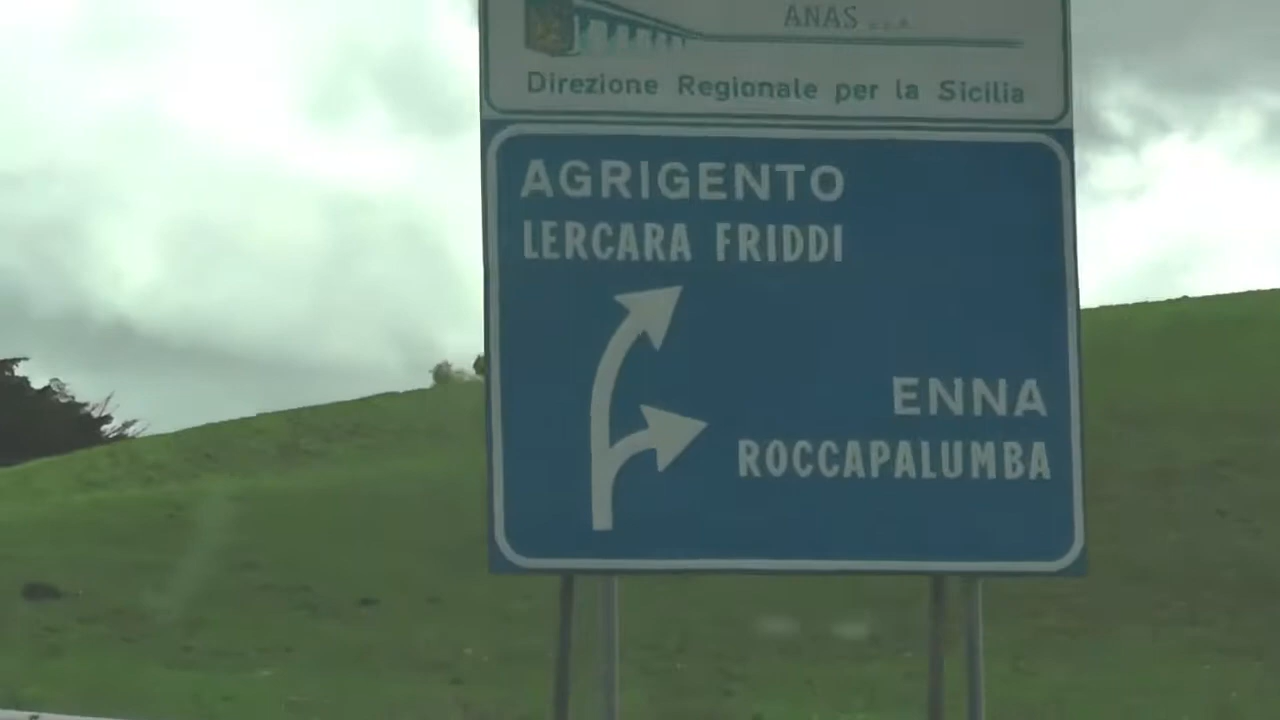 ANAS
Direzione Regionale per la Sicilia
AGRIGENTO
LERCARA FRIDDI
ENNA
ROCCAPALUMBA